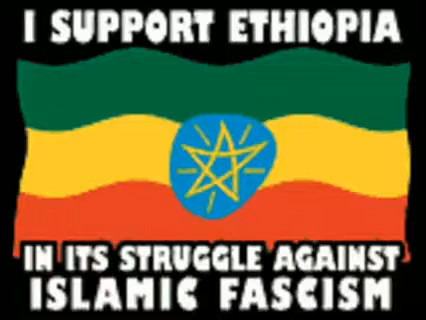 I SUPPORT ETHIOPIA
IN ITS STRUGGLE AGAINST
ISLAMIC FASCISM